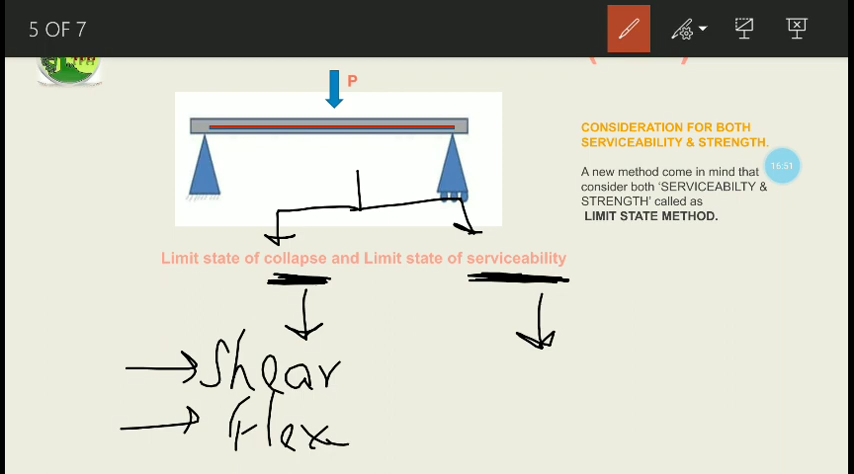 5 OF 7
P
CONSIDERATION FOR BOTH
SERVICEABILITY & STRENGTH.
16:51
A new method come in mind that
consider both ‘SERVICEABILTY &
STRENGTH’ called as
LIMIT STATE METHOD.
Limit state of collapse and Limit state of serviceability
Shear
Flex